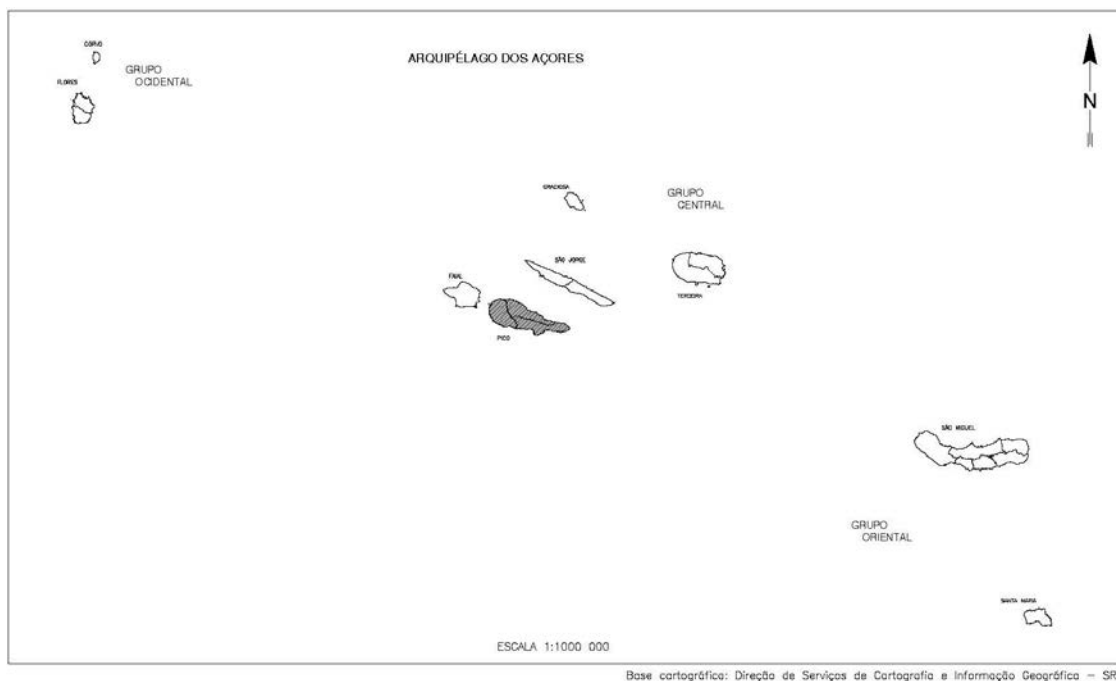 ARQUIPÉLAGO DOS AÇORES
CORVO
GRUPO
OCIDENTAL
FLORES
N
GRACIOSA
GRUPO
CENTRAL
SÃO JORGE
FAIAL
TERCEIRA
PICO
SÃO MIGUEL
GRUPO
ORIENTAL
SANTA MARIA
ESCALA 1:1000 000
Base cartográfica: Direção de Serviços de Cartografia e Informação Geográfica – SR